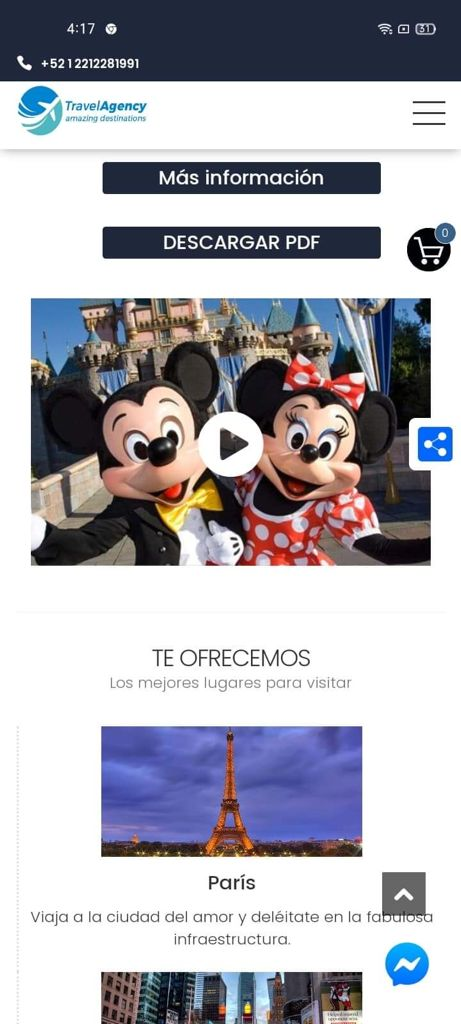 4:17
31
+52 1 2212281991
TravelAgency
amazing destinations
Más información
DESCARGAR PDF
0
TE OFRECEMOS
Los mejores lugares para visitar
París
Viaja a la ciudad del amor y deléitate en la fabulosa
infraestructura.